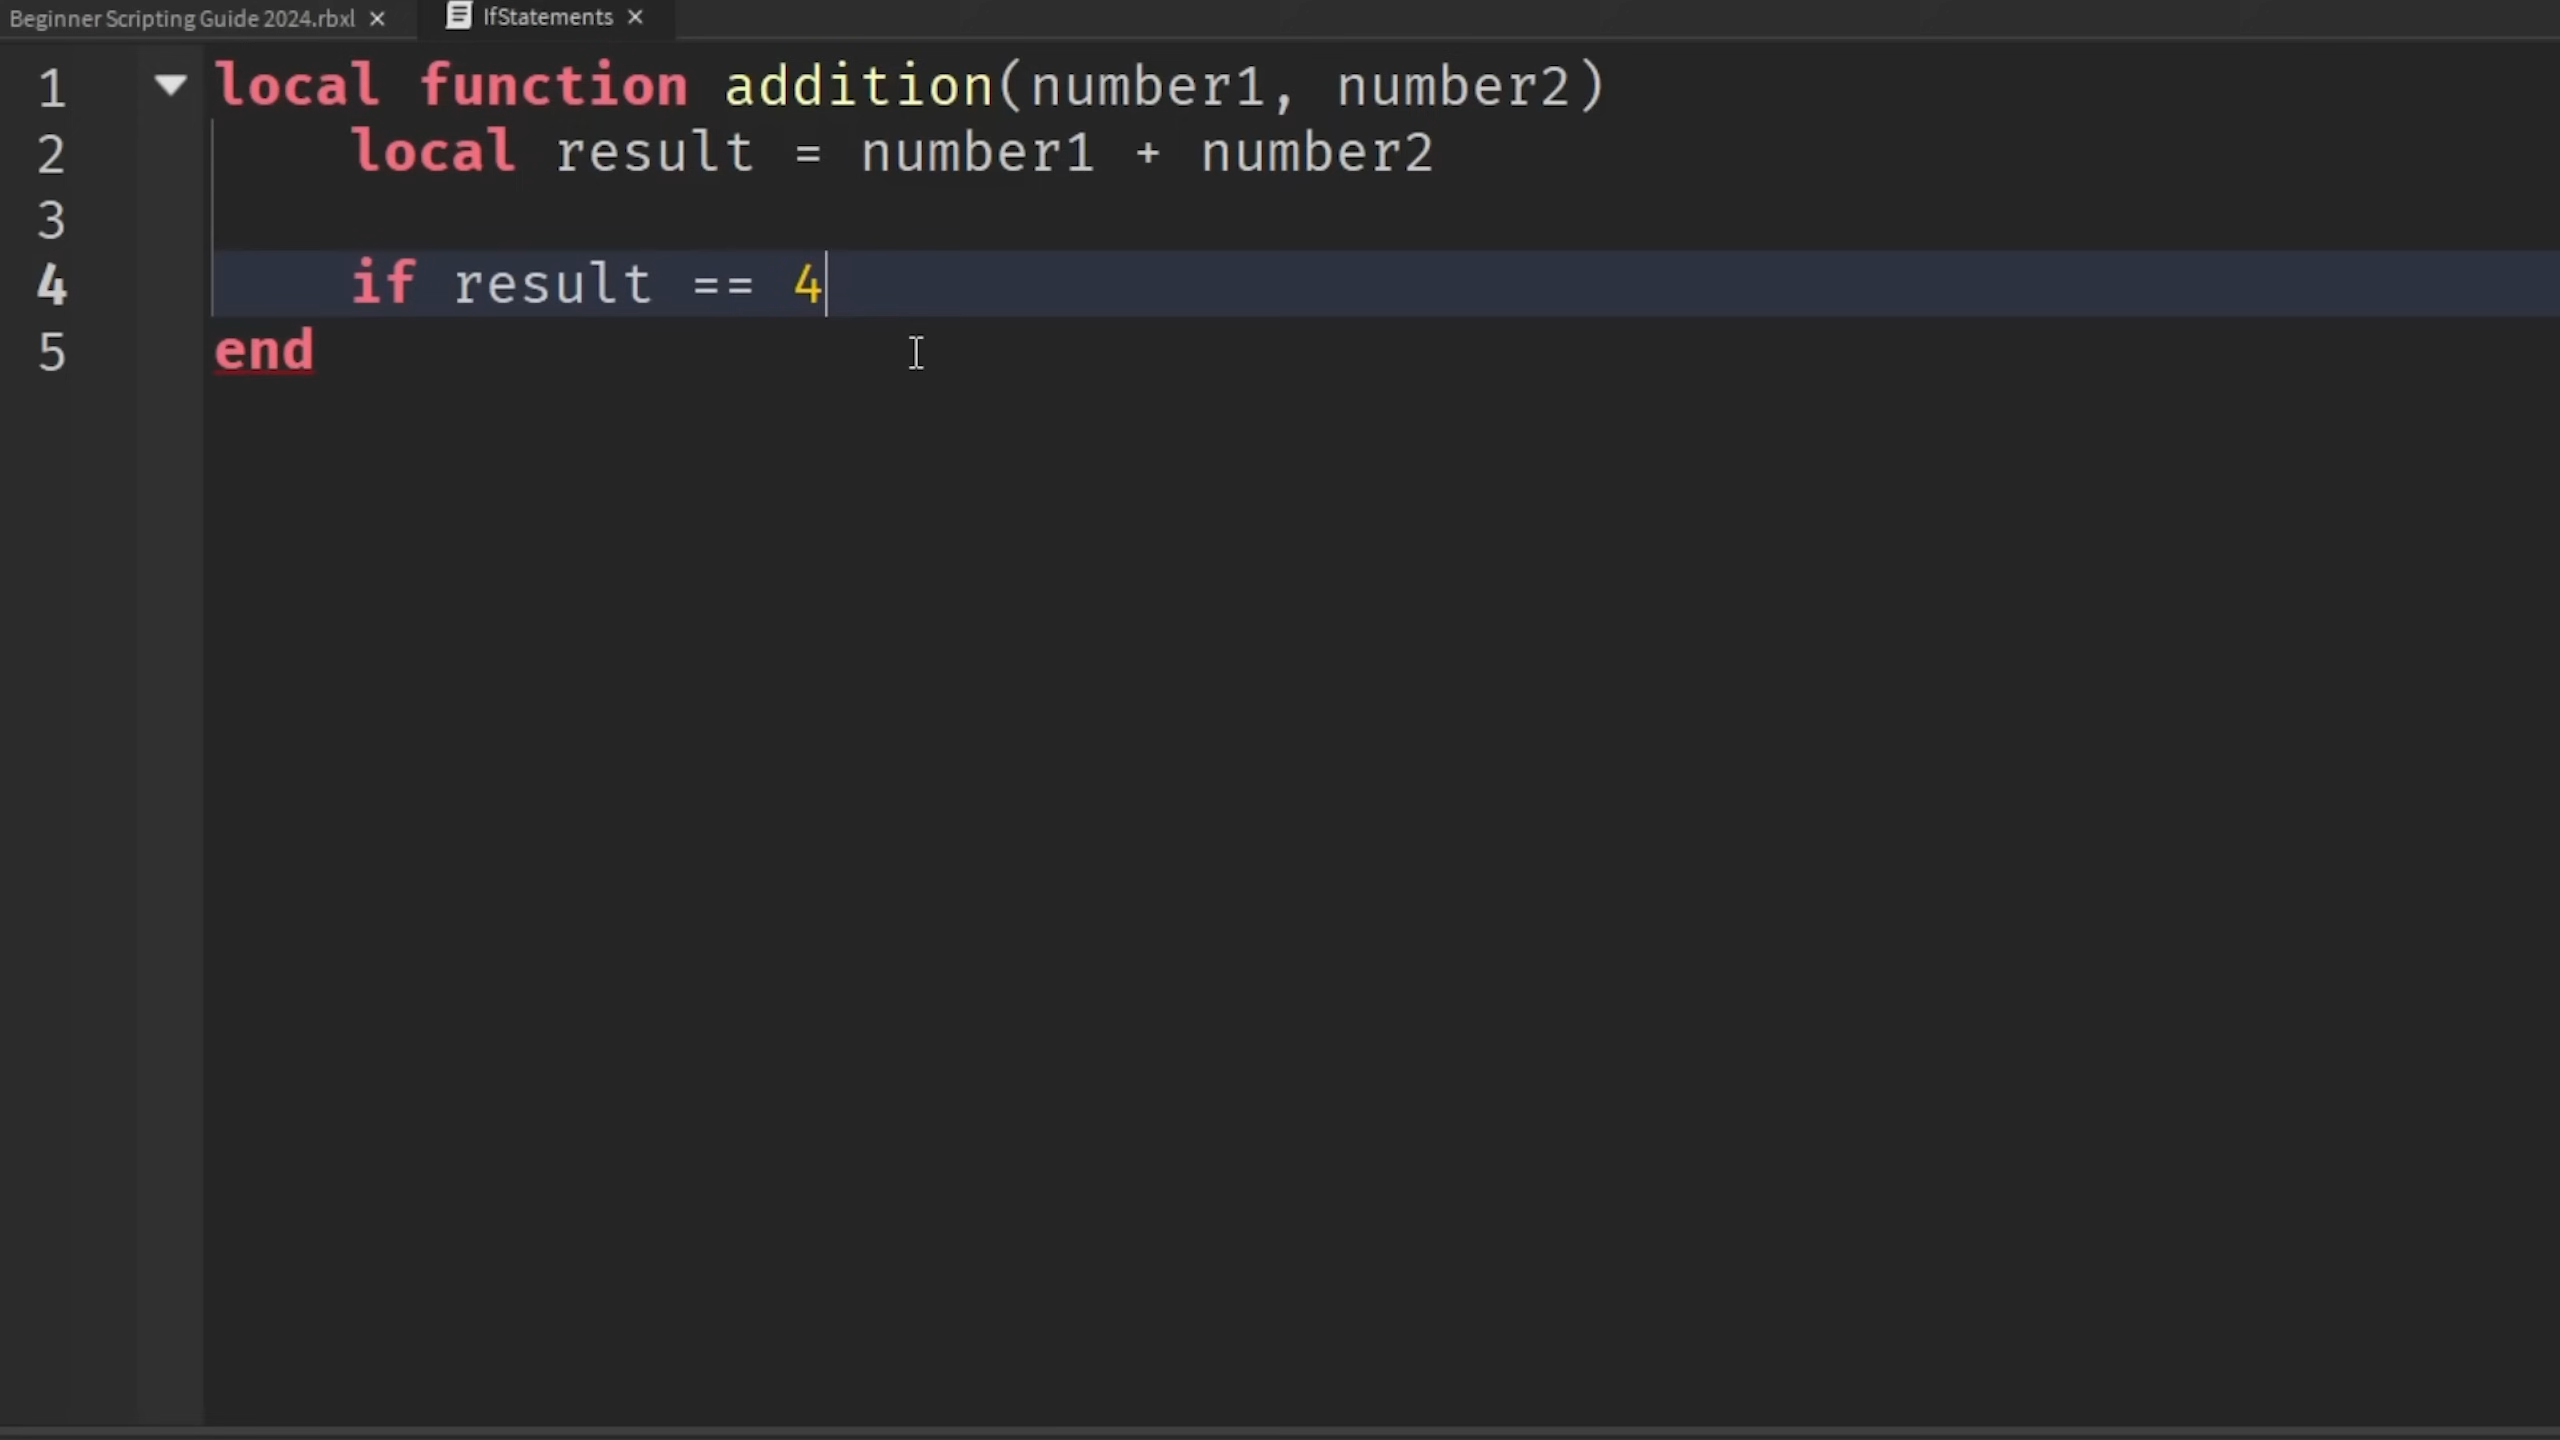 Beginner Scripting Guide 2024.rbxl × IfStatements ×
1 local function addition(number1, number2)
2 local result = number1 + number2
3
4 if result == 4
5 end